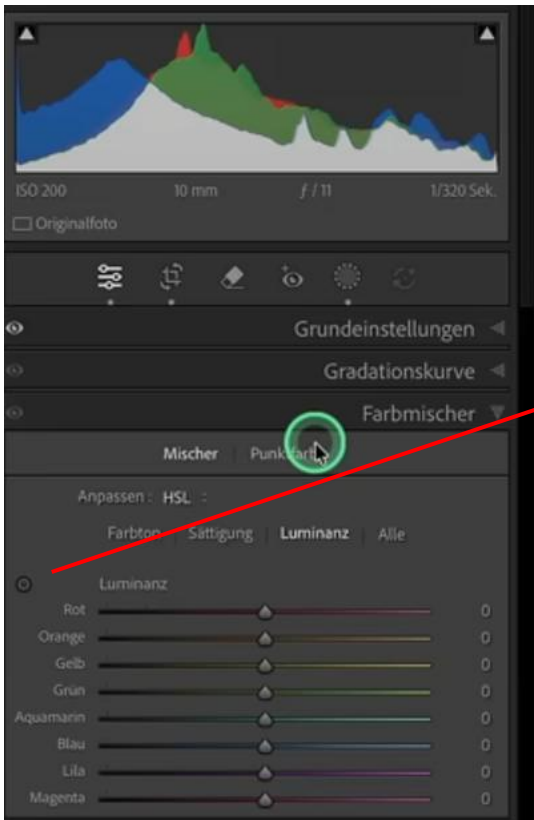 ISO 200 10 mm ƒ / 11 1/320 Sek.
Originalfoto
Grundeinstellungen
Gradationskurve
Farbmischer
Mischer Punktfarbe
Anpassen : HSL
Farbton Sättigung Luminanz Alle
Luminanz
Rot 0
Orange 0
Gelb 0
Grün 0
Aquamarin 0
Blau 0
Lila 0
Magenta 0